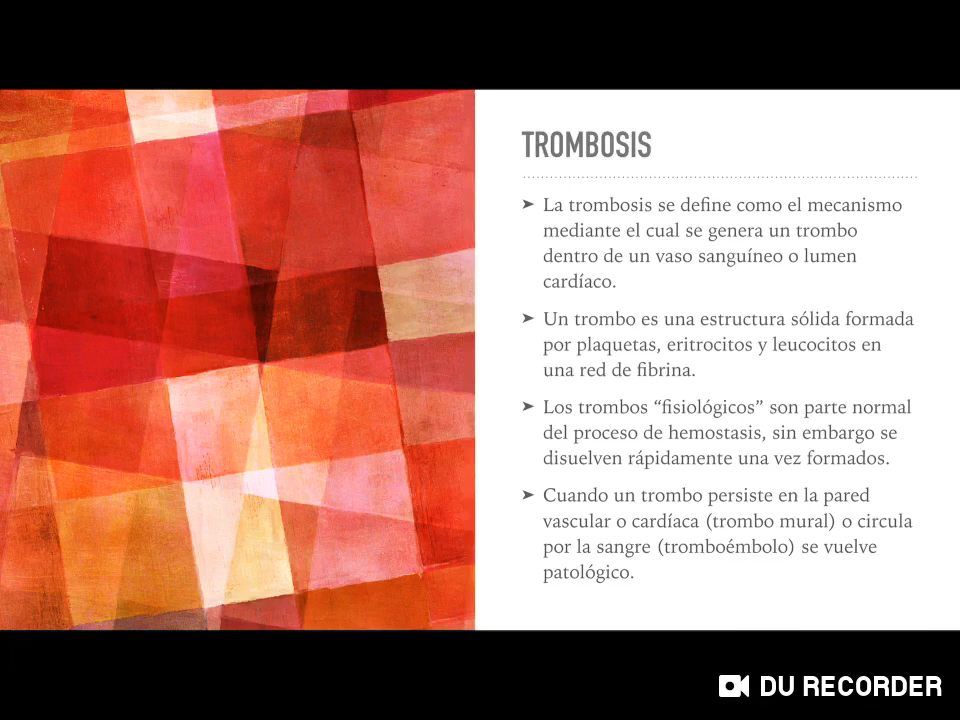 TROMBOSIS
➤ La trombosis se define como el mecanismo
mediante el cual se genera un trombo
dentro de un vaso sanguíneo o lumen
cardíaco.
➤ Un trombo es una estructura sólida formada
por plaquetas, eritrocitos y leucocitos en
una red de fibrina.
➤ Los trombos “fisiológicos” son parte normal
del proceso de hemostasis, sin embargo se
disuelven rápidamente una vez formados.
➤ Cuando un trombo persiste en la pared
vascular o cardíaca (trombo mural) o circula
por la sangre (tromboémbolo) se vuelve
patológico.
DU RECORDER